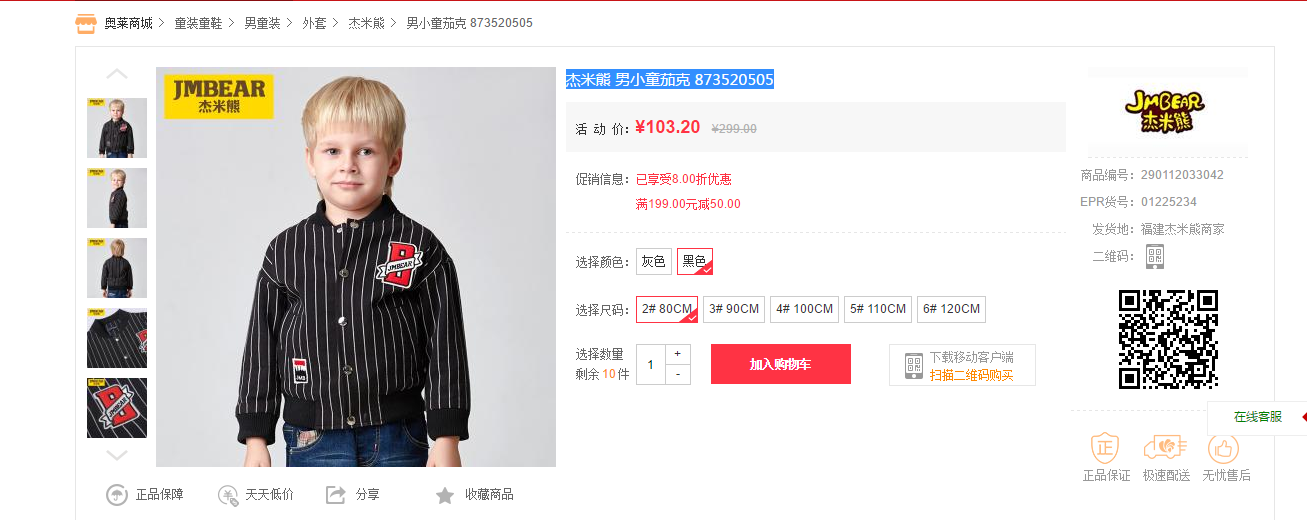 奥莱商城 > 童装童鞋 > 男童装 > 外套 > 杰米熊 > 男小童茄克 873520505
JMBEAR
杰米熊
杰米熊 男小童茄克 873520505
活 动 价: ¥103.20 ¥299.00
促销信息: 已享受8.00折优惠
满199.00元减50.00
选择颜色: 灰色 黑色
选择尺码: 2# 80CM 3# 90CM 4# 100CM 5# 110CM 6# 120CM
选择数量 1 + -
剩余 10 件
加入购物车
下载移动客户端
扫描二维码购买
JMBEAR
杰米熊
商品编号: 290112033042
EPR货号: 01225234
发货地: 福建杰米熊商家
二维码:
在线客服
正
正品保证 极速配送 无忧售后
JMBEAR
B
JMB
正品保障 天天低价 分享 收藏商品